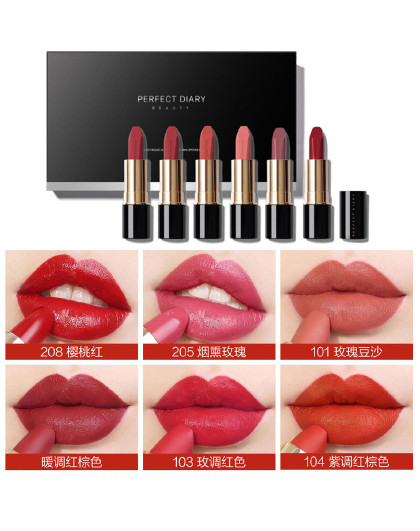 PERFECT DIARY
BEAUTY
208 樱桃红
205 烟熏玫瑰
101 玫瑰豆沙
暖调红棕色
103 玫调红色
104 紫调红棕色